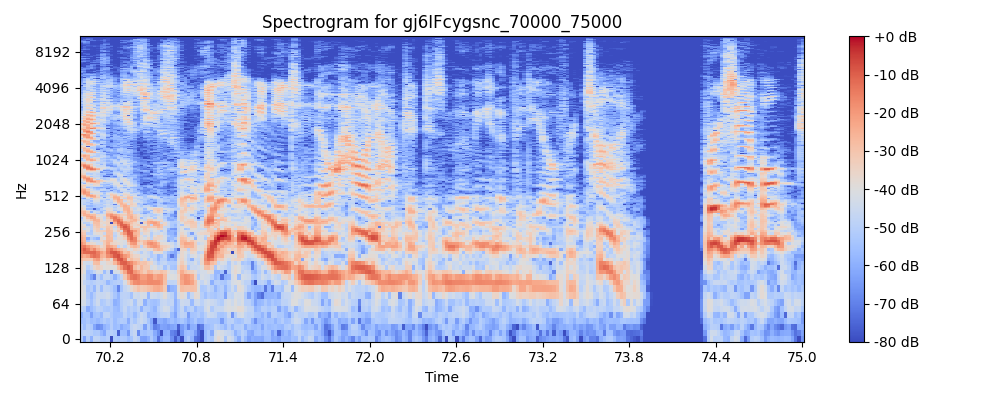 Spectrogram for gj6IFcygsnc_70000_75000
8192
4096
2048
1024
512
256
128
64
0
Hz
70.2 70.8 71.4 72.0 72.6 73.2 73.8 74.4 75.0
Time
+0 dB
-10 dB
-20 dB
-30 dB
-40 dB
-50 dB
-60 dB
-70 dB
-80 dB